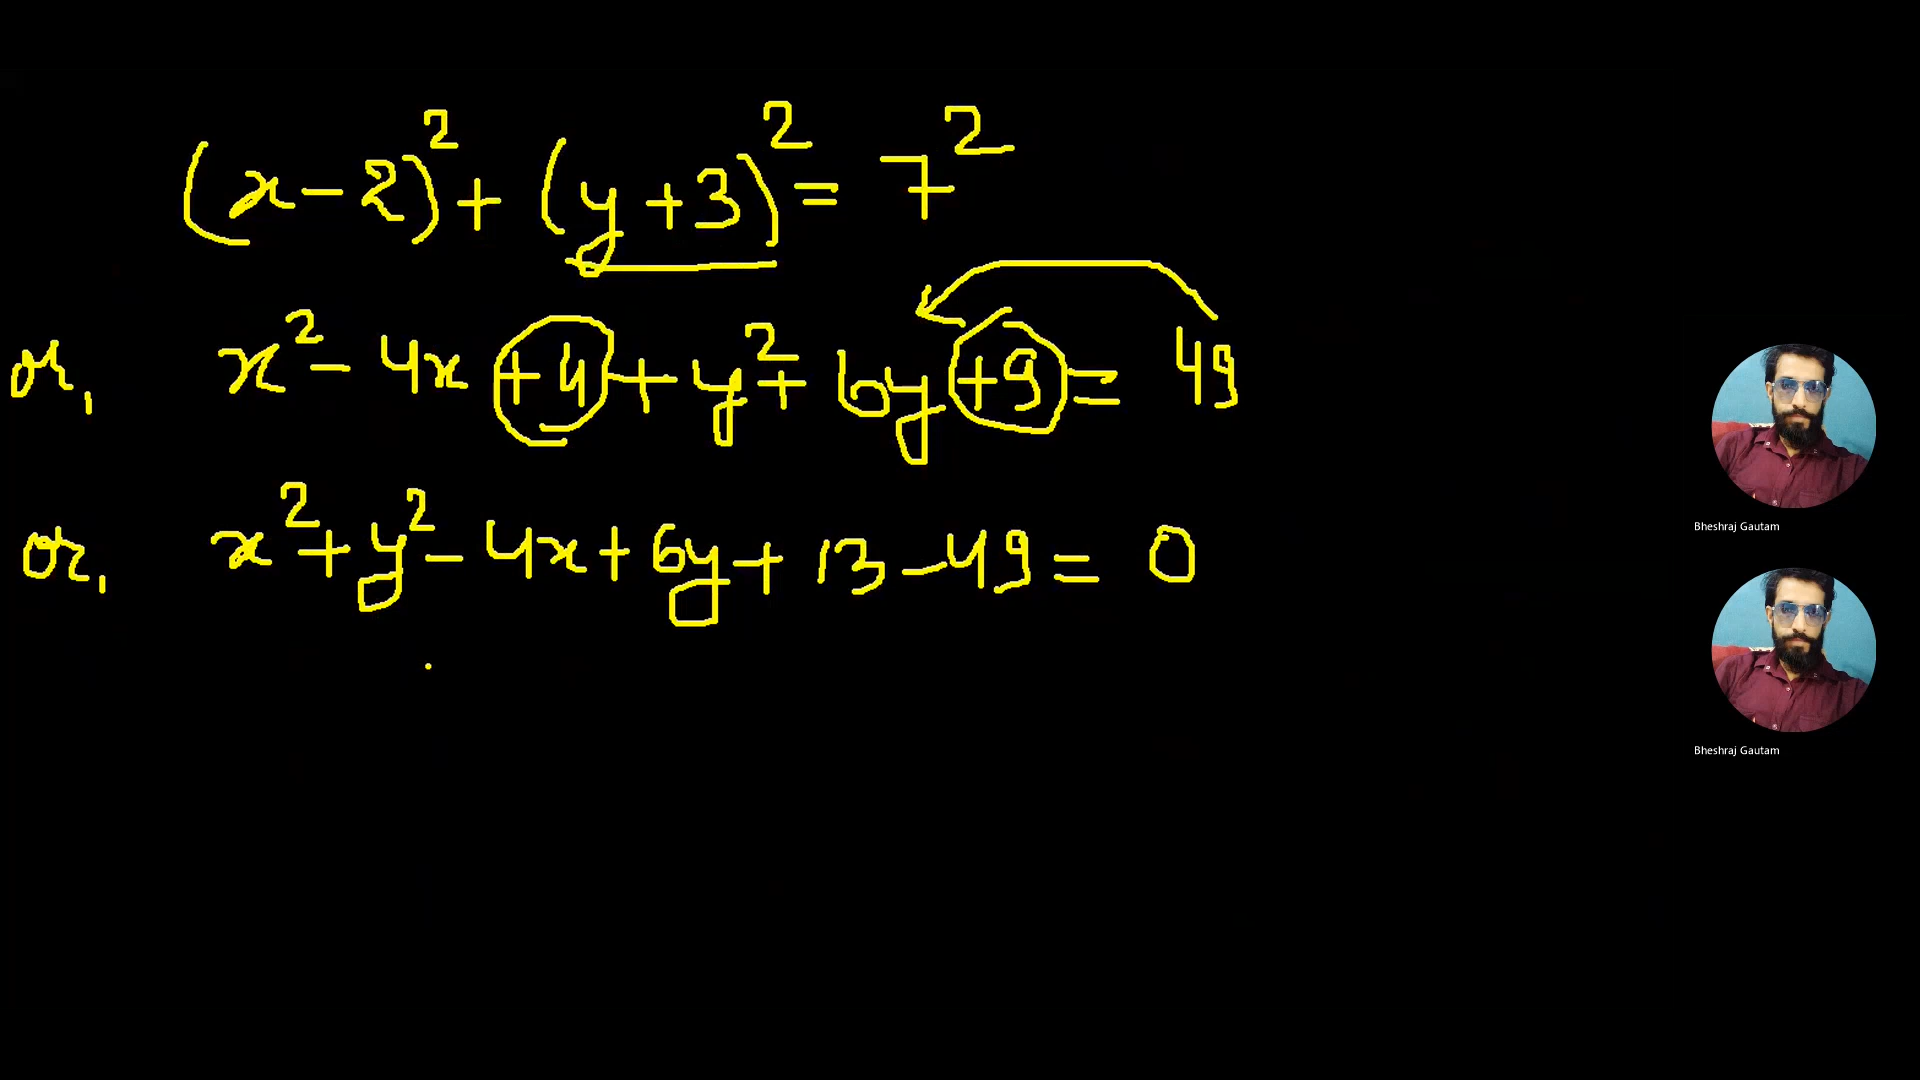 (x-2)²+(y+3)²=7²
or, x²-4x+4+y²+6y+9=49
or, x²+y²-4x+6y+13-49=0
Bheshraj Gautam
Bheshraj Gautam